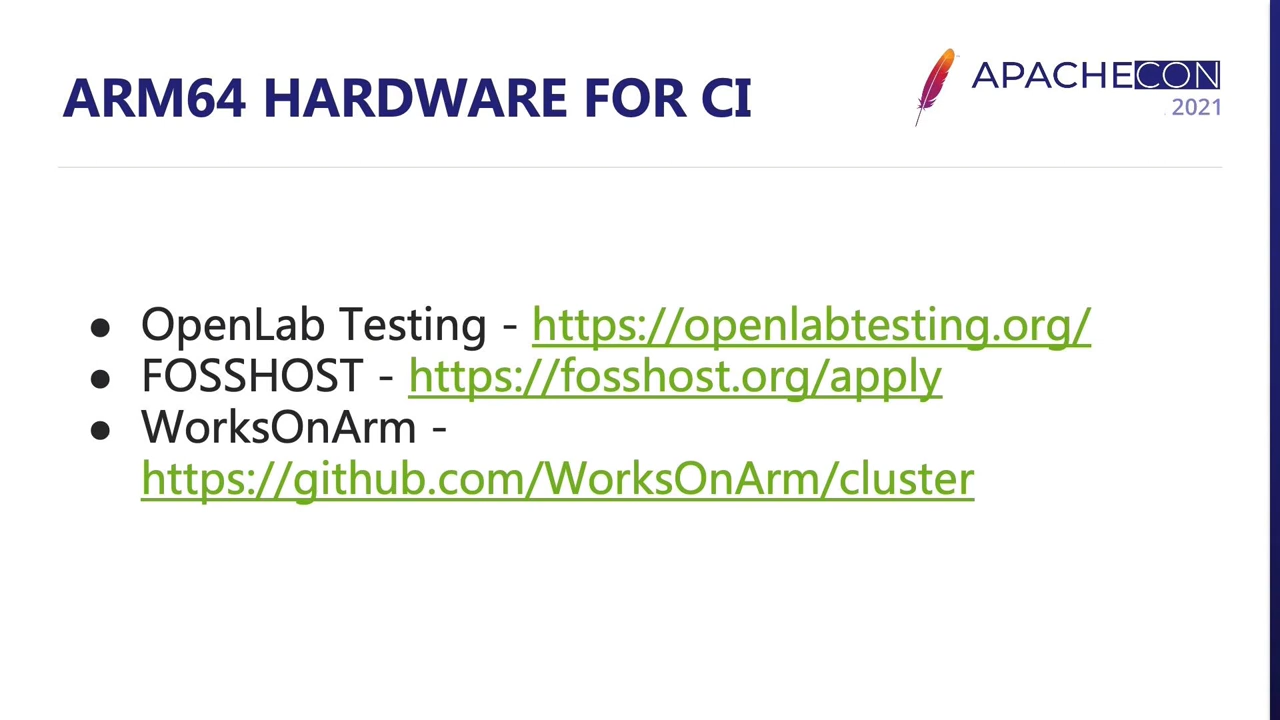 ARM64 HARDWARE FOR CI
APACHECON
2021
● OpenLab Testing - https://openlabtesting.org/
● FOSSHOST - https://fosshost.org/apply
● WorksOnArm -
https://github.com/WorksOnArm/cluster